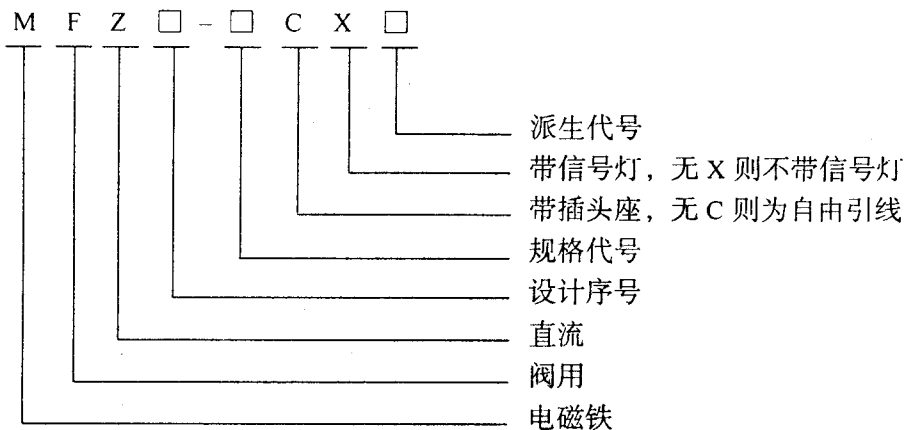 M F Z □ - □ C X □
派生代号
带信号灯，无 X 则不带信号灯
带插头座，无 C 则为自由引线
规格代号
设计序号
直流
阀用
电磁铁